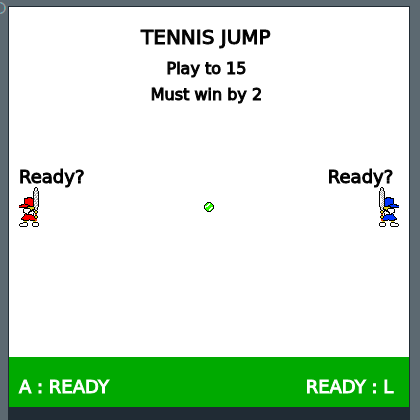 TENNIS JUMP
Play to 15
Must win by 2
Ready? Ready?
A : READY READY : L